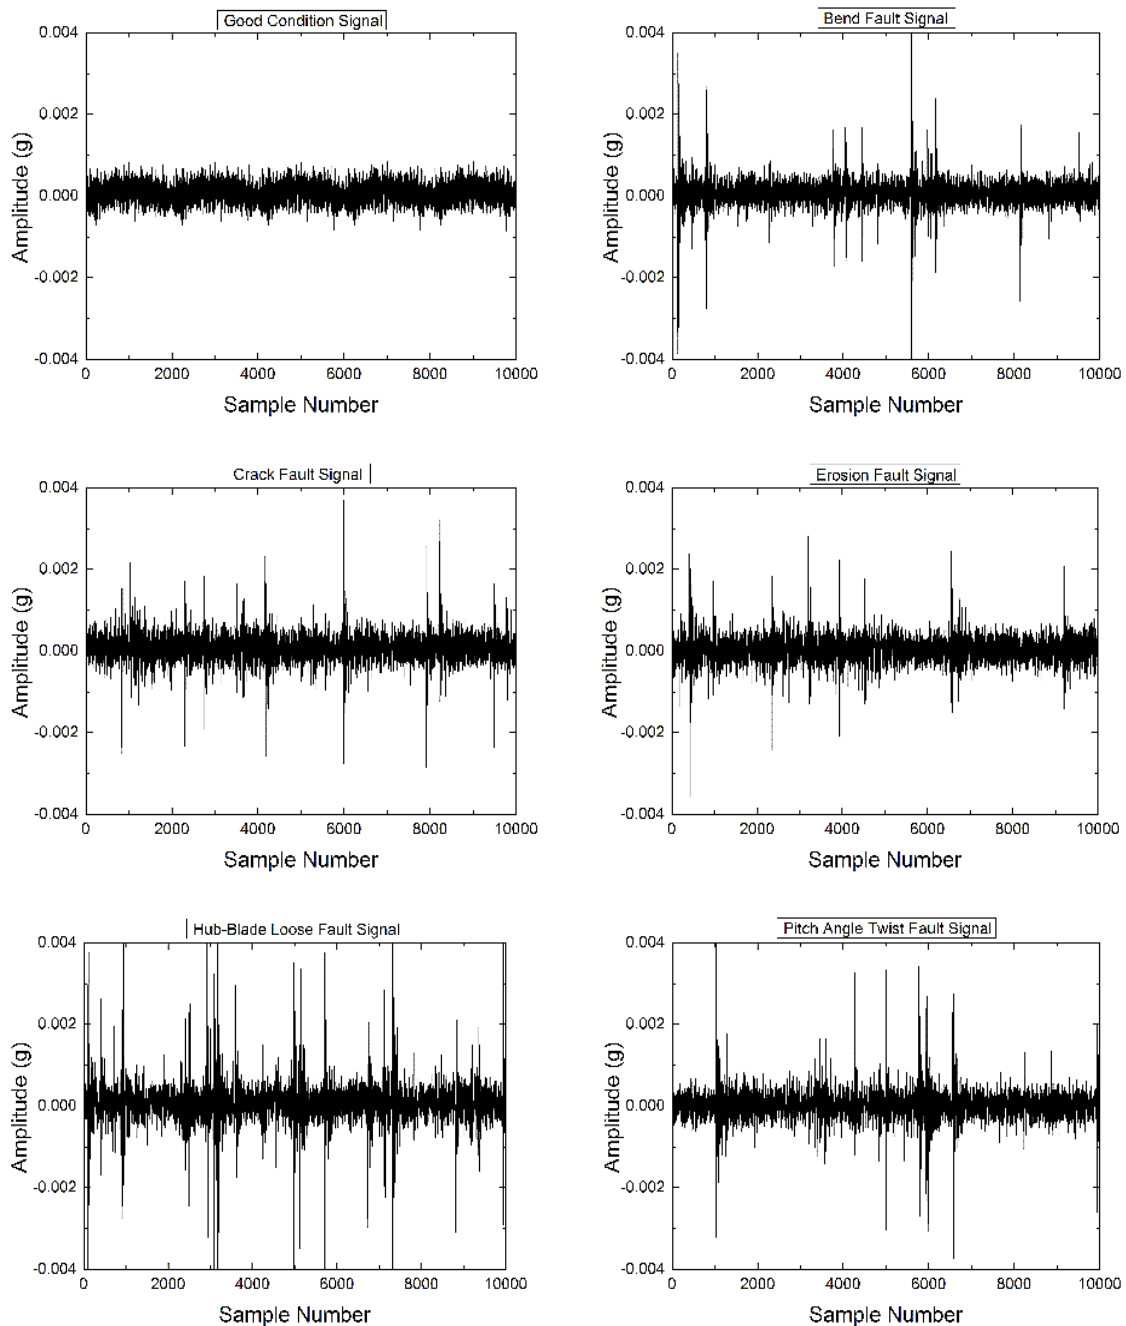 Good Condition Signal
0.004
0.002
0.000
-0.002
-0.004
Amplitude (g)
0 2000 4000 6000 8000 10000
Sample Number
Bend Fault Signal
0.004
0.002
0.000
-0.002
-0.004
Amplitude (g)
0 2000 4000 6000 8000 10000
Sample Number
Crack Fault Signal
0.004
0.002
0.000
-0.002
-0.004
Amplitude (g)
0 2000 4000 6000 8000 10000
Sample Number
Erosion Fault Signal
0.004
0.002
0.000
-0.002
-0.004
Amplitude (g)
0 2000 4000 6000 8000 10000
Sample Number
Hub-Blade Loose Fault Signal
0.004
0.002
0.000
-0.002
-0.004
Amplitude (g)
0 2000 4000 6000 8000 10000
Sample Number
Pitch Angle Twist Fault Signal
0.004
0.002
0.000
-0.002
-0.004
Amplitude (g)
0 2000 4000 6000 8000 10000
Sample Number